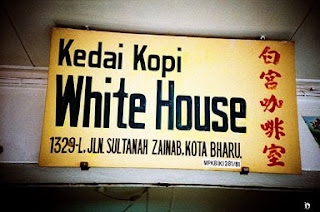 Kedai Kopi
White House
1329-L. JLN. SULTANAH ZAINAB. KOTA BHARU.
白宫咖啡室